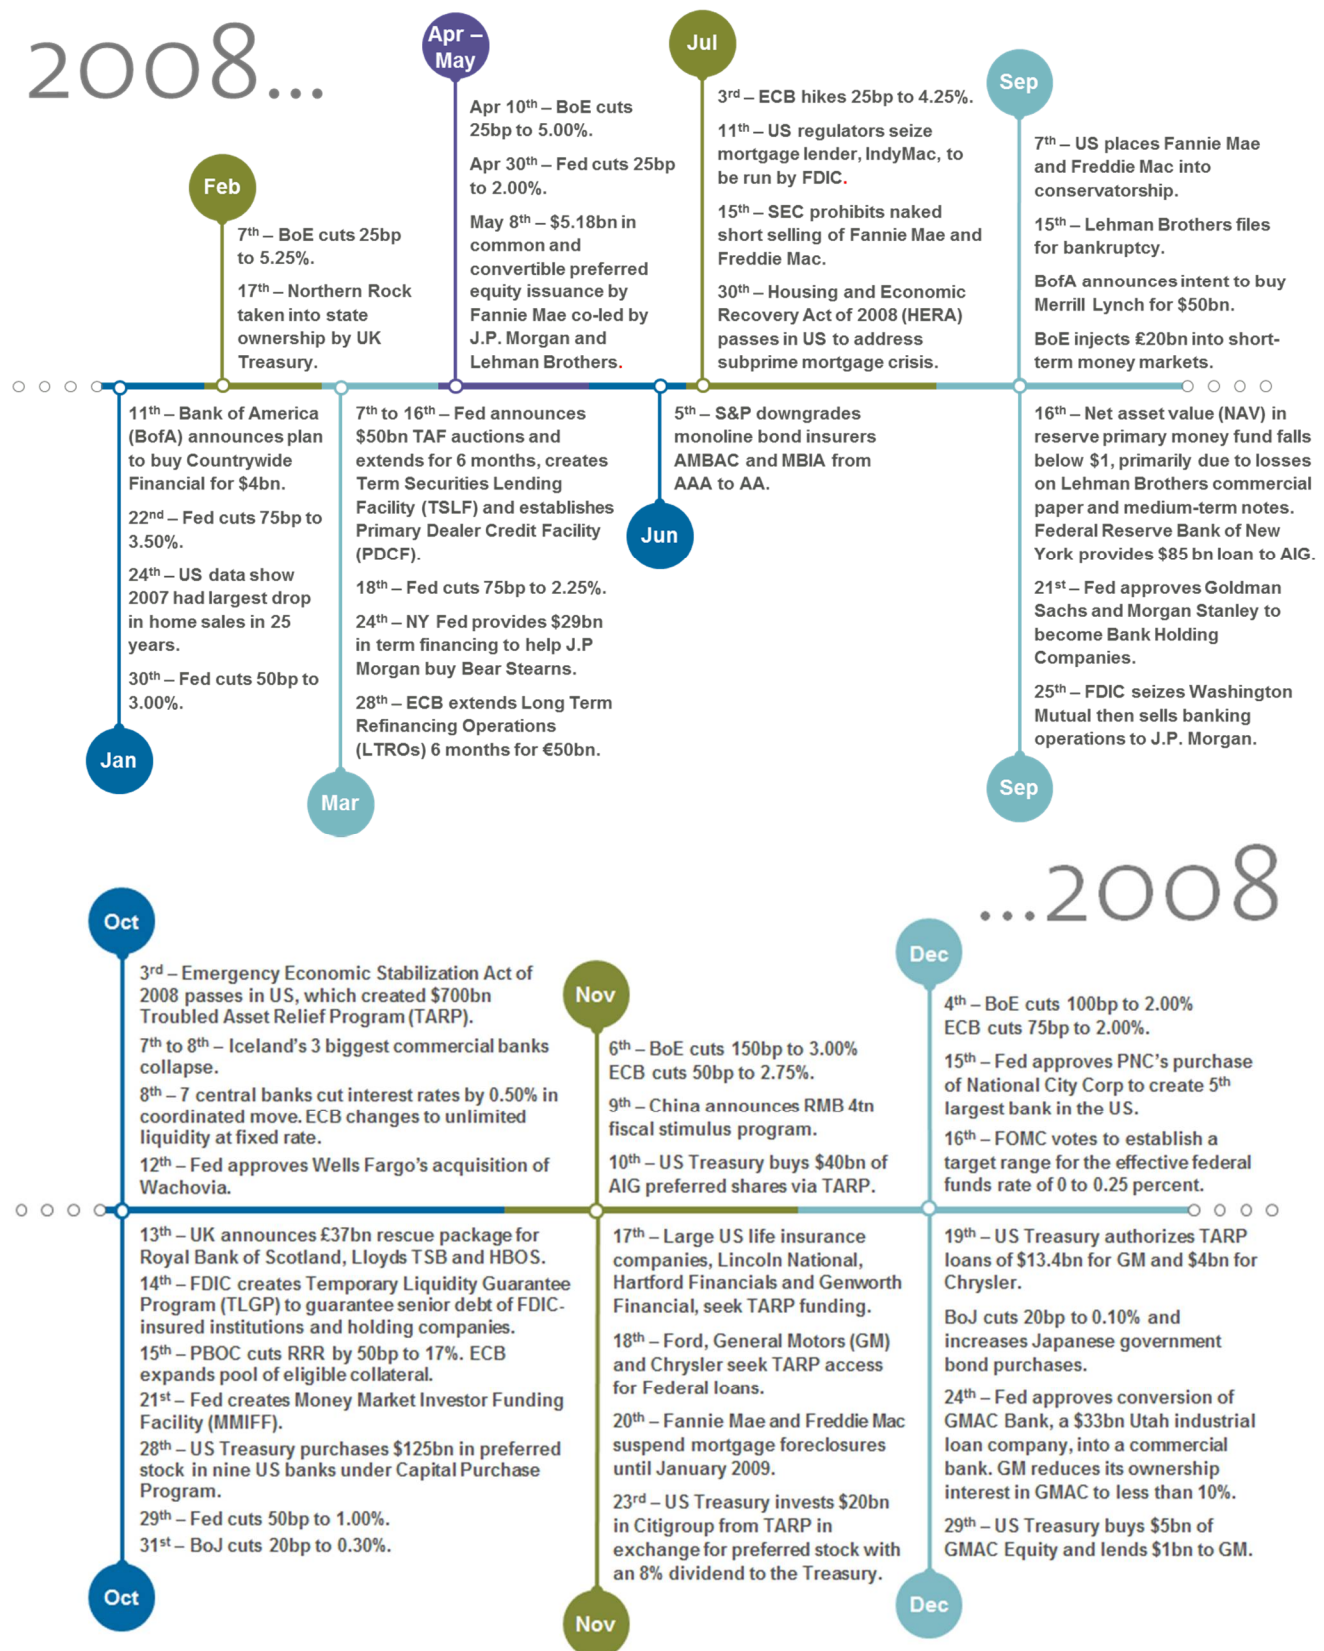 2008...
Jan
11th – Bank of America
(BofA) announces plan
to buy Countrywide
Financial for $4bn.
22nd – Fed cuts 75bp to
3.50%.
24th – US data show
2007 had largest drop
in home sales in 25
years.
30th – Fed cuts 50bp to
3.00%.
Feb
7th – BoE cuts 25bp
to 5.25%.
17th – Northern Rock
taken into state
ownership by UK
Treasury.
Mar
7th to 16th – Fed announces
$50bn TAF auctions and
extends for 6 months, creates
Term Securities Lending
Facility (TSLF) and establishes
Primary Dealer Credit Facility
(PDCF).
18th – Fed cuts 75bp to 2.25%.
24th – NY Fed provides $29bn
in term financing to help J.P
Morgan buy Bear Stearns.
28th – ECB extends Long Term
Refinancing Operations
(LTROs) 6 months for €50bn.
Apr –
May
Apr 10th – BoE cuts
25bp to 5.00%.
Apr 30th – Fed cuts 25bp
to 2.00%.
May 8th – $5.18bn in
common and
convertible preferred
equity issuance by
Fannie Mae co-led by
J.P. Morgan and
Lehman Brothers.
Jun
5th – S&P downgrades
monoline bond insurers
AMBAC and MBIA from
AAA to AA.
Jul
3rd – ECB hikes 25bp to 4.25%.
11th – US regulators seize
mortgage lender, IndyMac, to
be run by FDIC.
15th – SEC prohibits naked
short selling of Fannie Mae and
Freddie Mac.
30th – Housing and Economic
Recovery Act of 2008 (HERA)
passes in US to address
subprime mortgage crisis.
Sep
7th – US places Fannie Mae
and Freddie Mac into
conservatorship.
15th – Lehman Brothers files
for bankruptcy.
BofA announces intent to buy
Merrill Lynch for $50bn.
BoE injects £20bn into short-
term money markets.
16th – Net asset value (NAV) in
reserve primary money fund falls
below $1, primarily due to losses
on Lehman Brothers commercial
paper and medium-term notes.
Federal Reserve Bank of New
York provides $85 bn loan to AIG.
21st – Fed approves Goldman
Sachs and Morgan Stanley to
become Bank Holding
Companies.
25th – FDIC seizes Washington
Mutual then sells banking
operations to J.P. Morgan.
Sep
...2008
Oct
3rd – Emergency Economic Stabilization Act of
2008 passes in US, which created $700bn
Troubled Asset Relief Program (TARP).
7th to 8th – Iceland's 3 biggest commercial banks
collapse.
8th – 7 central banks cut interest rates by 0.50% in
coordinated move. ECB changes to unlimited
liquidity at fixed rate.
12th – Fed approves Wells Fargo's acquisition of
Wachovia.
13th – UK announces £37bn rescue package for
Royal Bank of Scotland, Lloyds TSB and HBOS.
14th – FDIC creates Temporary Liquidity Guarantee
Program (TLGP) to guarantee senior debt of FDIC-
insured institutions and holding companies.
15th – PBOC cuts RRR by 50bp to 17%. ECB
expands pool of eligible collateral.
21st – Fed creates Money Market Investor Funding
Facility (MMIFF).
28th – US Treasury purchases $125bn in preferred
stock in nine US banks under Capital Purchase
Program.
29th – Fed cuts 50bp to 1.00%.
31st – BoJ cuts 20bp to 0.30%.
Oct
Nov
6th – BoE cuts 150bp to 3.00%
ECB cuts 50bp to 2.75%.
9th – China announces RMB 4tn
fiscal stimulus program.
10th – US Treasury buys $40bn of
AIG preferred shares via TARP.
17th – Large US life insurance
companies, Lincoln National,
Hartford Financials and Genworth
Financial, seek TARP funding.
18th – Ford, General Motors (GM)
and Chrysler seek TARP access
for Federal loans.
20th – Fannie Mae and Freddie Mac
suspend mortgage foreclosures
until January 2009.
23rd – US Treasury invests $20bn
in Citigroup from TARP in
exchange for preferred stock with
an 8% dividend to the Treasury.
Nov
Dec
4th – BoE cuts 100bp to 2.00%
ECB cuts 75bp to 2.00%.
15th – Fed approves PNC's purchase
of National City Corp to create 5th
largest bank in the US.
16th – FOMC votes to establish a
target range for the effective federal
funds rate of 0 to 0.25 percent.
19th – US Treasury authorizes TARP
loans of $13.4bn for GM and $4bn for
Chrysler.
BoJ cuts 20bp to 0.10% and
increases Japanese government
bond purchases.
24th – Fed approves conversion of
GMAC Bank, a $33bn Utah industrial
loan company, into a commercial
bank. GM reduces its ownership
interest in GMAC to less than 10%.
29th – US Treasury buys $5bn of
GMAC Equity and lends $1bn to GM.
Dec